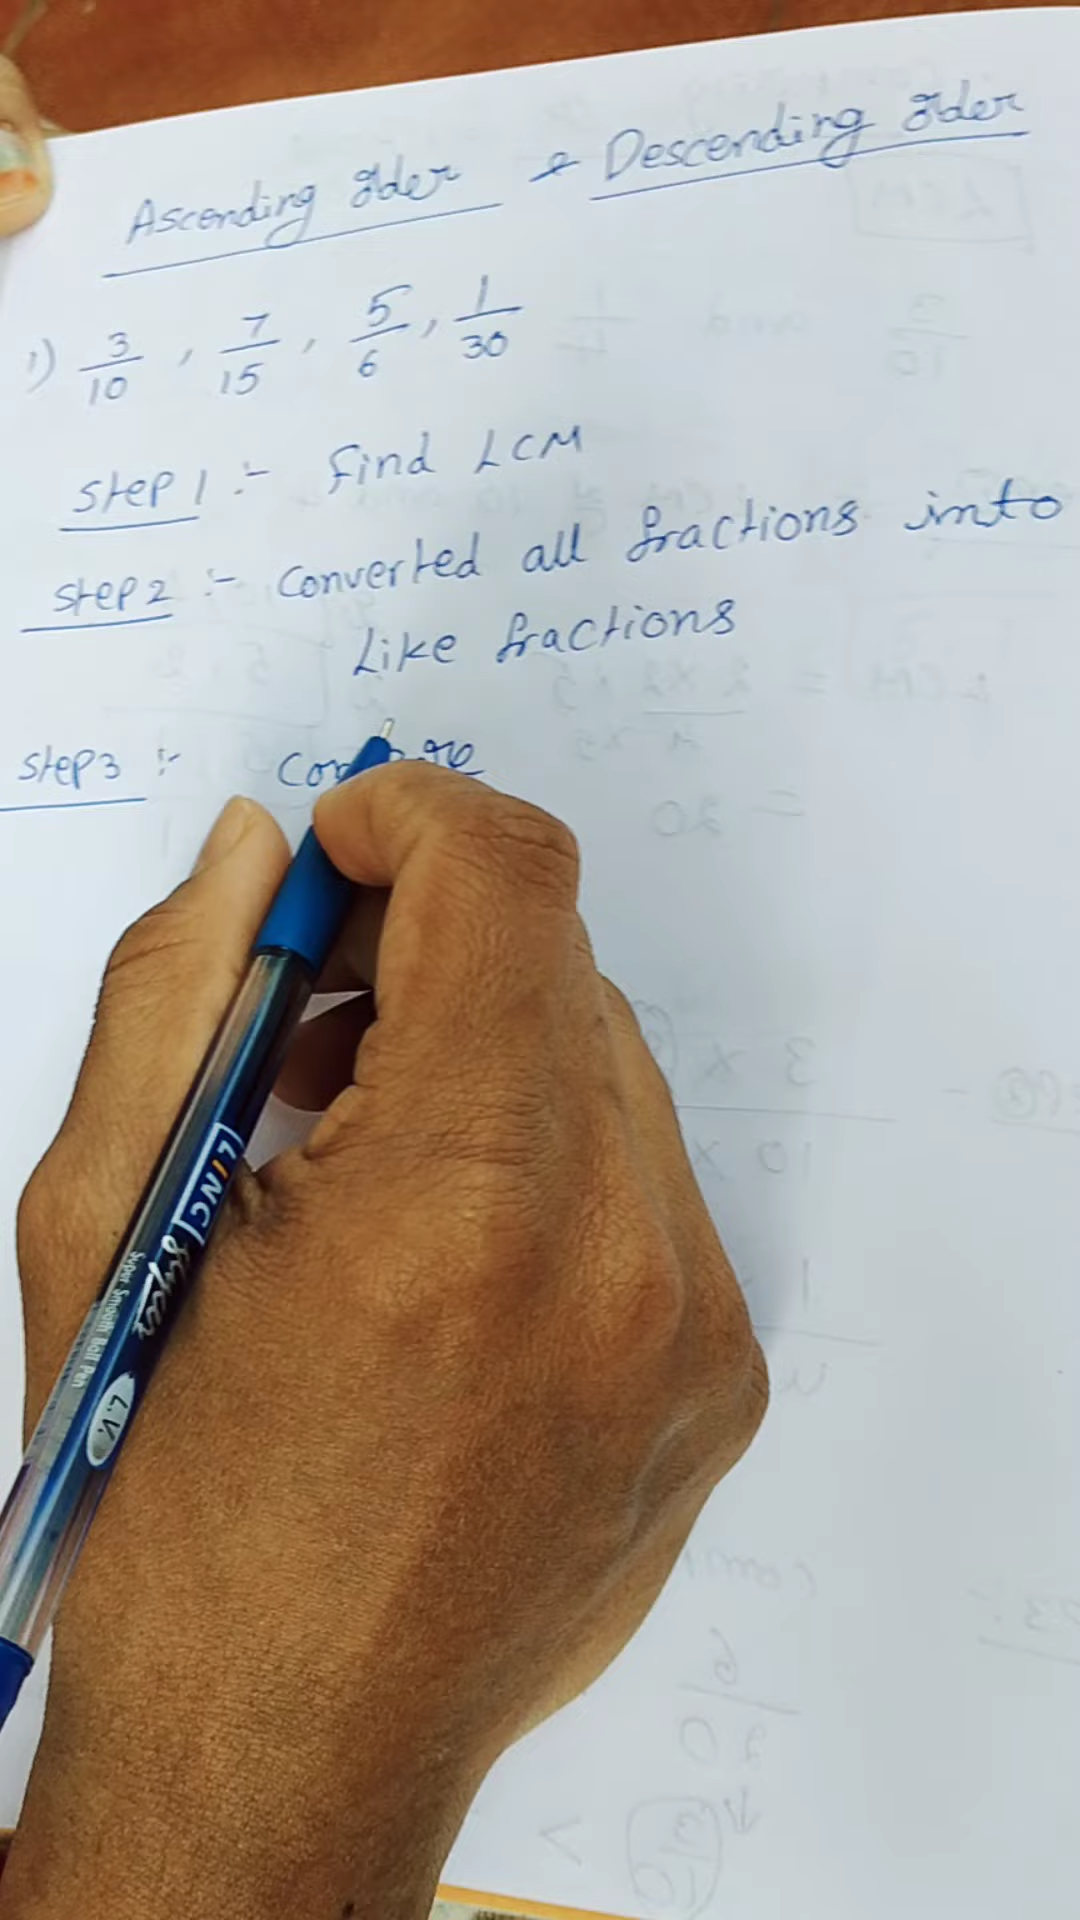 Ascending order & Descending order
1) 3/10, 7/15, 5/6, 1/30
Step 1 :- Find LCM
Step 2 :- Converted all fractions into
Like fractions
Step 3 :-
LINC
Super Smooth Ball Pen
L.V.